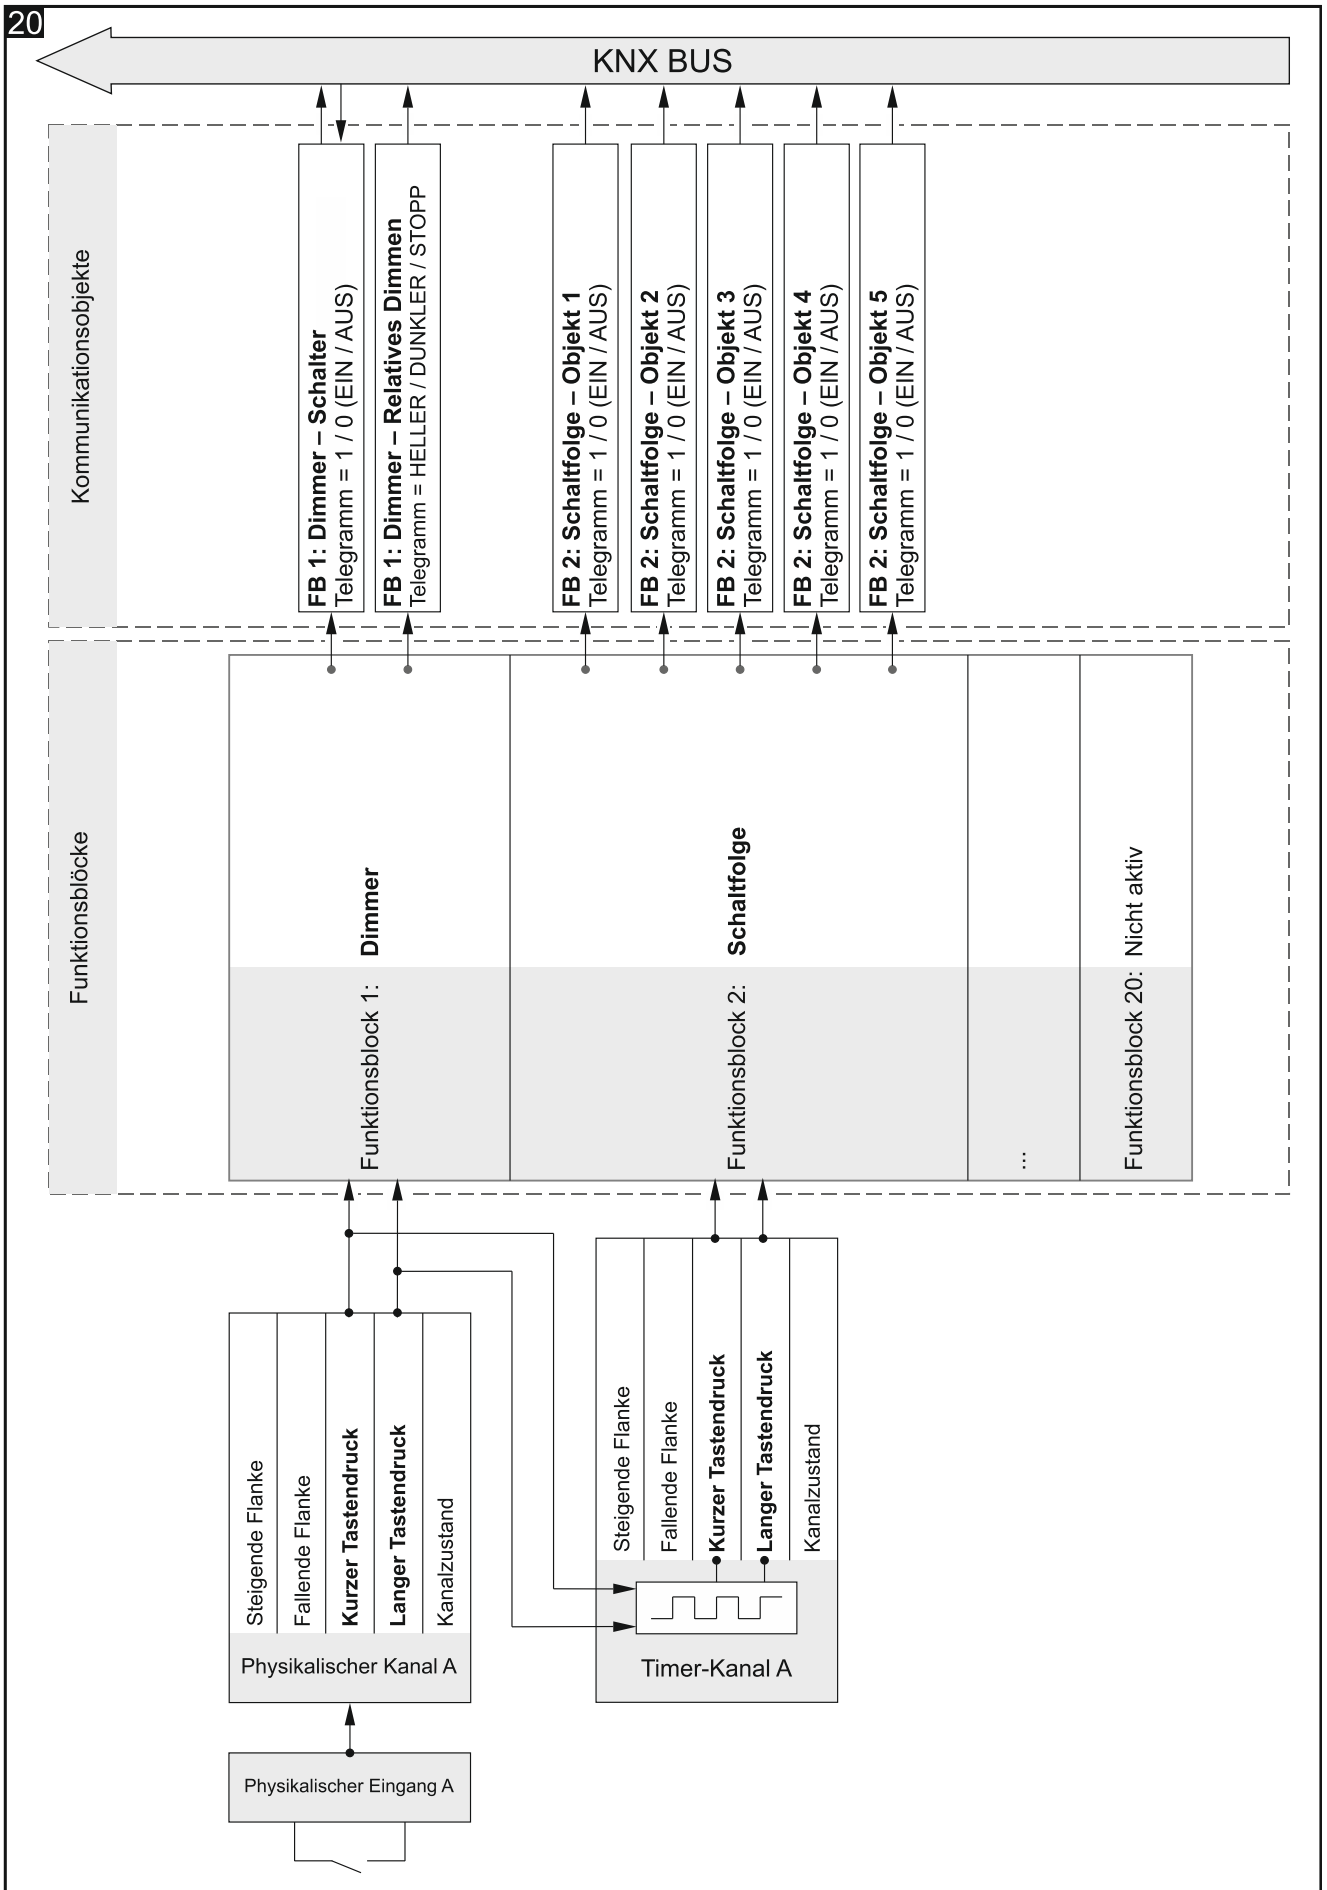 20
KNX BUS
Kommunikationsobjekte
FB 1: Dimmer – Schalter
Telegramm = 1 / 0 (EIN / AUS)
FB 1: Dimmer – Relatives Dimmen
Telegramm = HELLER / DUNKLER / STOPP
FB 2: Schaltfolge – Objekt 1
Telegramm = 1 / 0 (EIN / AUS)
FB 2: Schaltfolge – Objekt 2
Telegramm = 1 / 0 (EIN / AUS)
FB 2: Schaltfolge – Objekt 3
Telegramm = 1 / 0 (EIN / AUS)
FB 2: Schaltfolge – Objekt 4
Telegramm = 1 / 0 (EIN / AUS)
FB 2: Schaltfolge – Objekt 5
Telegramm = 1 / 0 (EIN / AUS)
Funktionsblöcke
Funktionsblock 1: Dimmer
Funktionsblock 2: Schaltfolge
...
Funktionsblock 20: Nicht aktiv
Steigende Flanke
Fallende Flanke
Kurzer Tastendruck
Langer Tastendruck
Kanalzustand
Physikalischer Kanal A
Steigende Flanke
Fallende Flanke
Kurzer Tastendruck
Langer Tastendruck
Kanalzustand
Timer-Kanal A
Physikalischer Eingang A